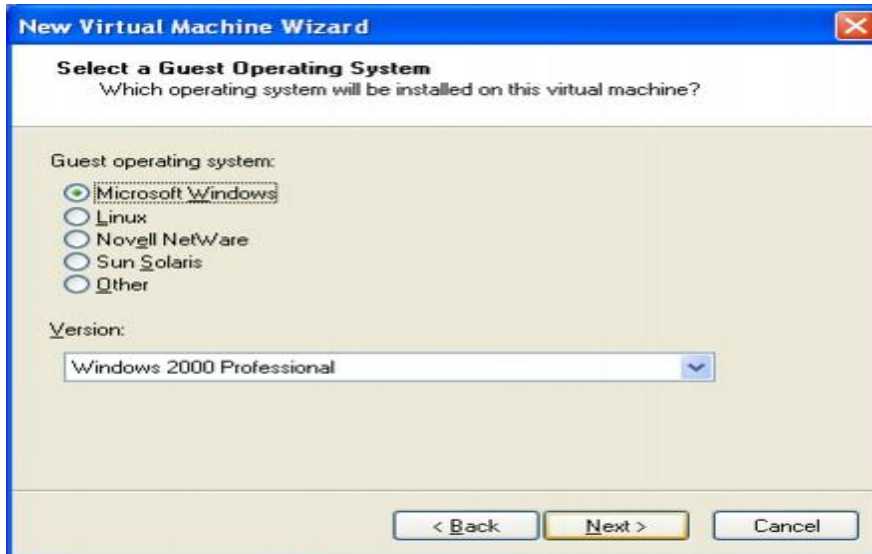 New Virtual Machine Wizard
Select a Guest Operating System
Which operating system will be installed on this virtual machine?
Guest operating system:
Microsoft Windows
Linux
Novell NetWare
Sun Solaris
Other
Version:
Windows 2000 Professional
< Back Next > Cancel